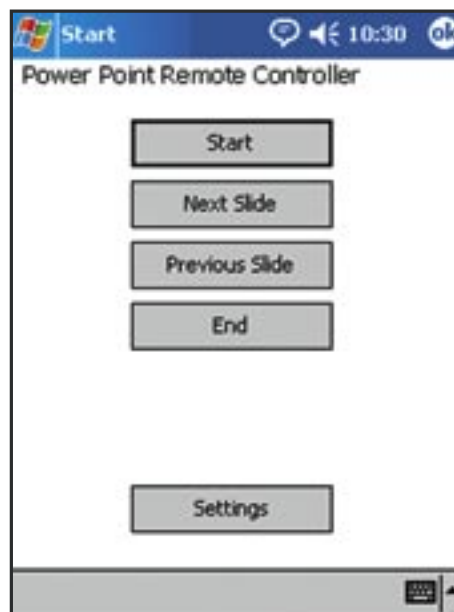 Start 10:30 ok
Power Point Remote Controller
Start
Next Slide
Previous Slide
End
Settings